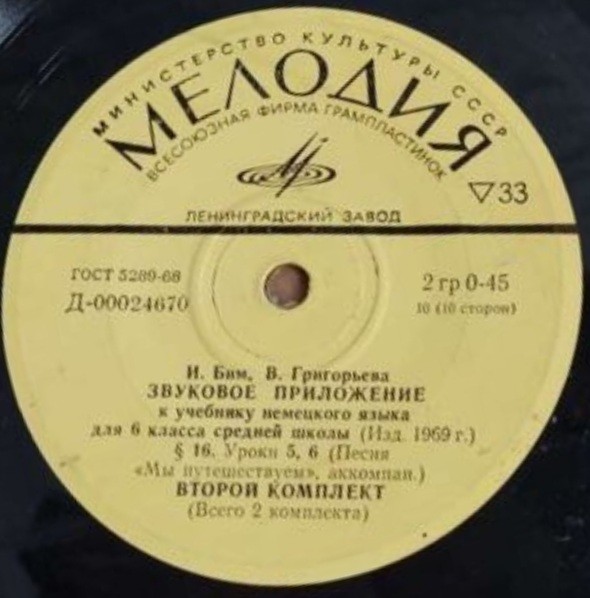 МИНИСТЕРСТВО КУЛЬТУРЫ СССР
МЕЛОДИЯ
ВСЕСОЮЗНАЯ ФИРМА ГРАМПЛАСТИНОК
▽33
ЛЕНИНГРАДСКИЙ ЗАВОД
ГОСТ 5289-68
2 гр 0-45
Д-00024670
10 (10 сторон)
И. Бим, В. Григорьева
ЗВУКОВОЕ ПРИЛОЖЕНИЕ
к учебнику немецкого языка
для 6 класса средней школы (Изд. 1969 г.)
§ 16. Уроки 5, 6 (Песня
«Мы путешествуем», аккомпан.)
ВТОРОЙ КОМПЛЕКТ
(Всего 2 комплекта)